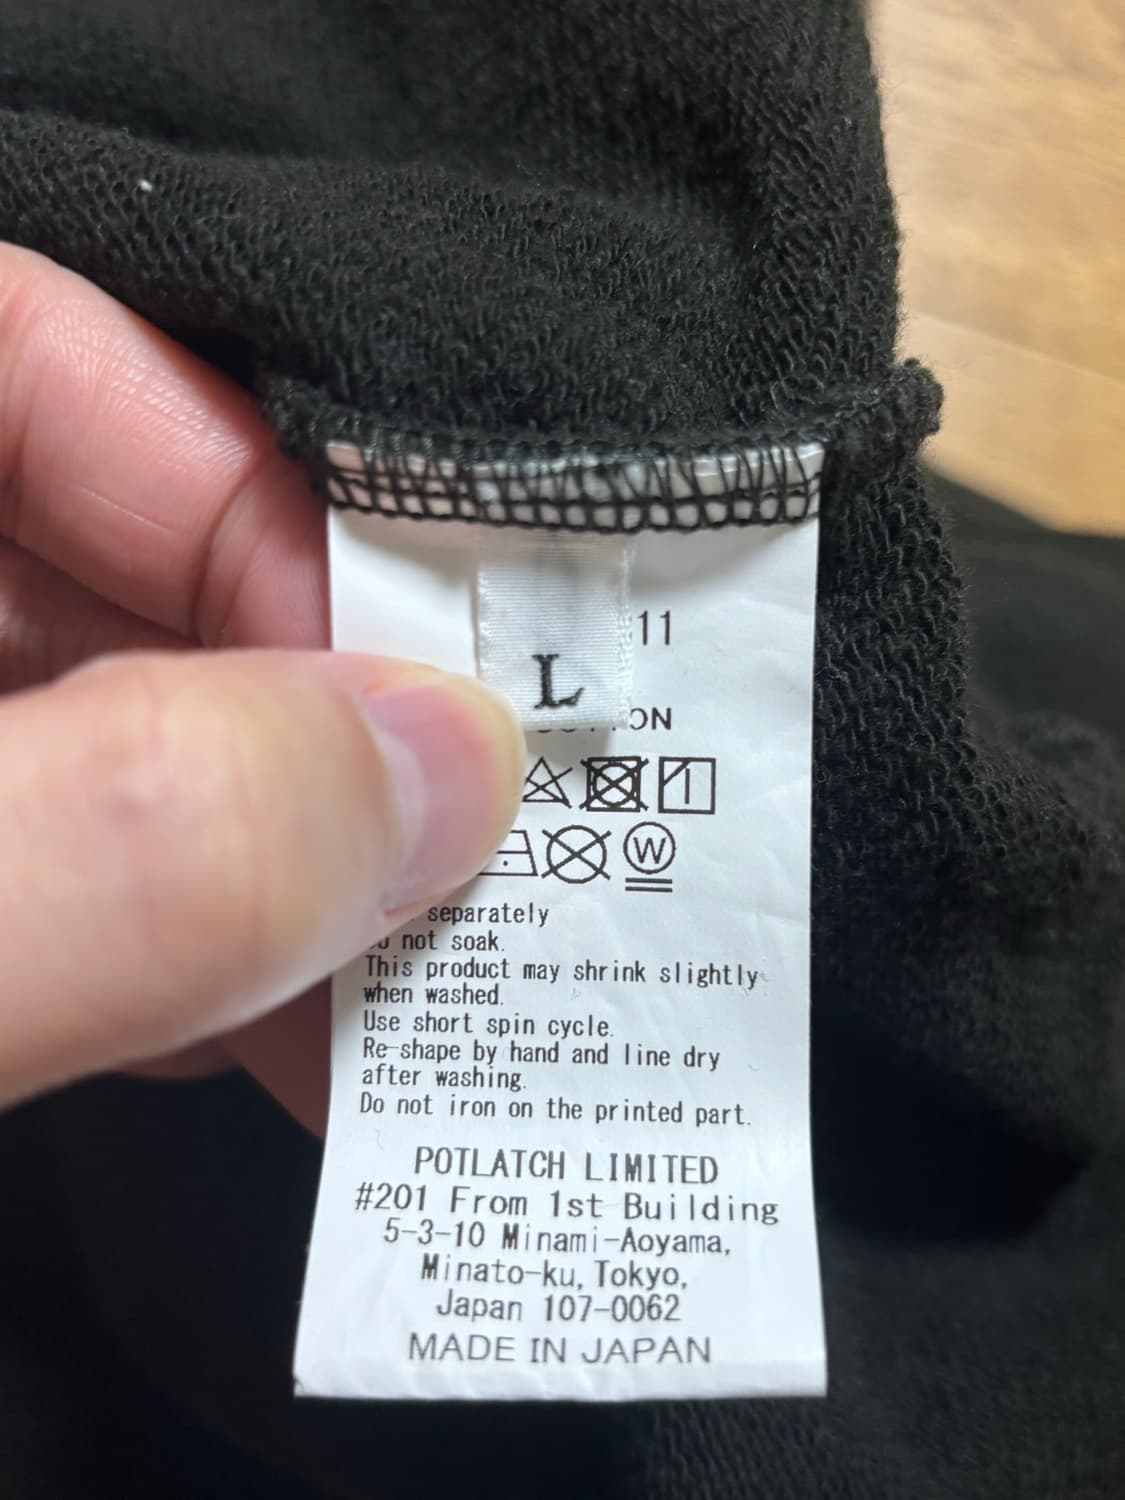 11
L
W
separately
not soak.
This product may shrink slightly
when washed.
Use short spin cycle.
Re-shape by hand and line dry
after washing.
Do not iron on the printed part.
POTLATCH LIMITED
#201 From 1st Building
5-3-10 Minami-Aoyama,
Minato-ku, Tokyo,
Japan 107-0062
MADE IN JAPAN